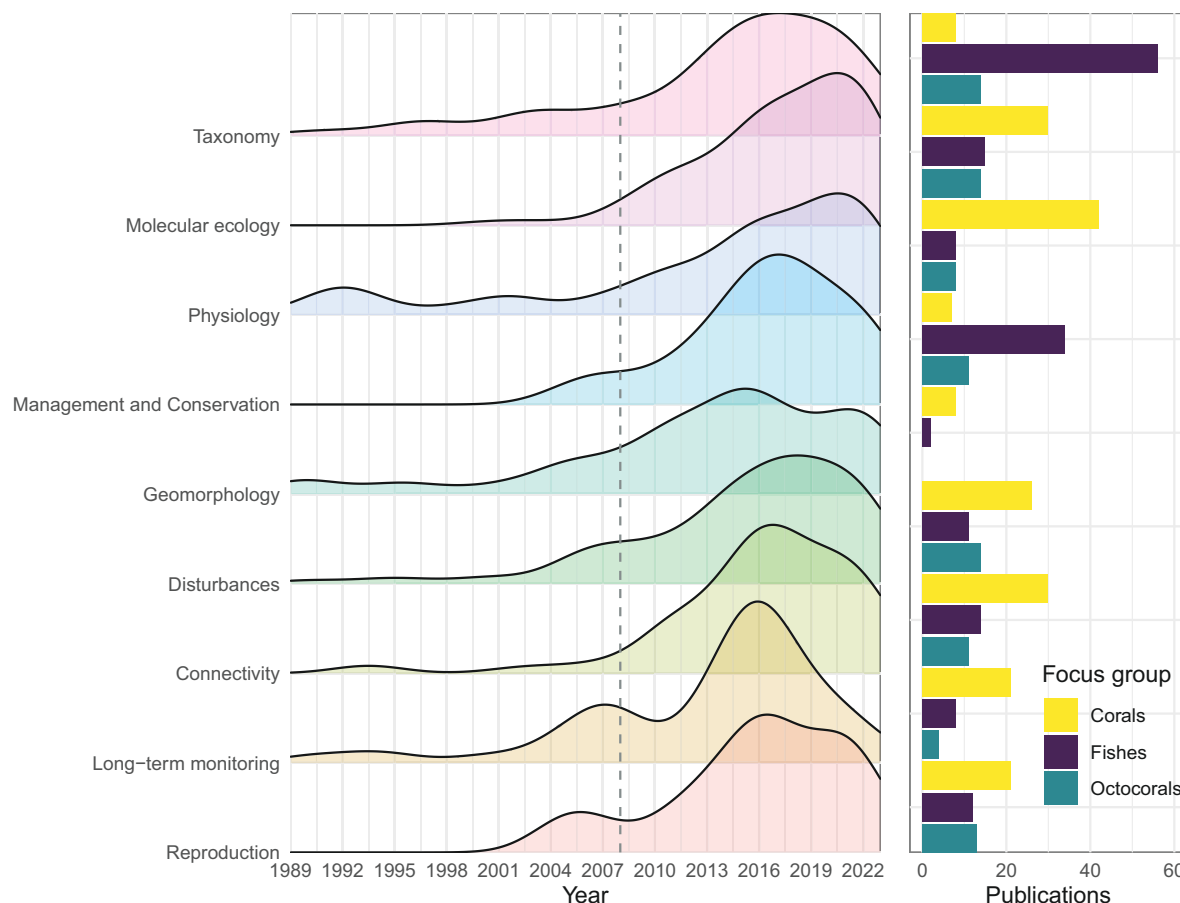 Taxonomy
Molecular ecology
Physiology
Management and Conservation
Geomorphology
Disturbances
Connectivity
Long−term monitoring
Reproduction
1989 1992 1995 1998 2001 2004 2007 2010 2013 2016 2019 2022
Year
Focus group
Corals
Fishes
Octocorals
0 20 40 60
Publications